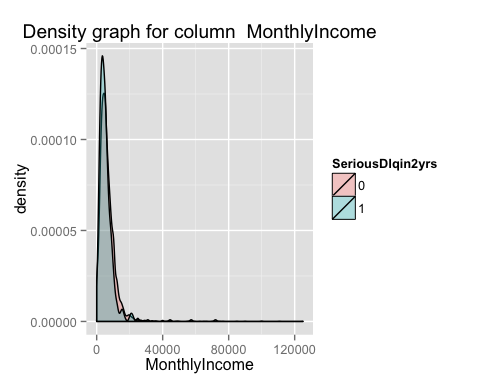 Density graph for column  MonthlyIncome
0.00015
0.00010
0.00005
0.00000
density
0
40000
80000
120000
MonthlyIncome
SeriousDlqin2yrs
0
1